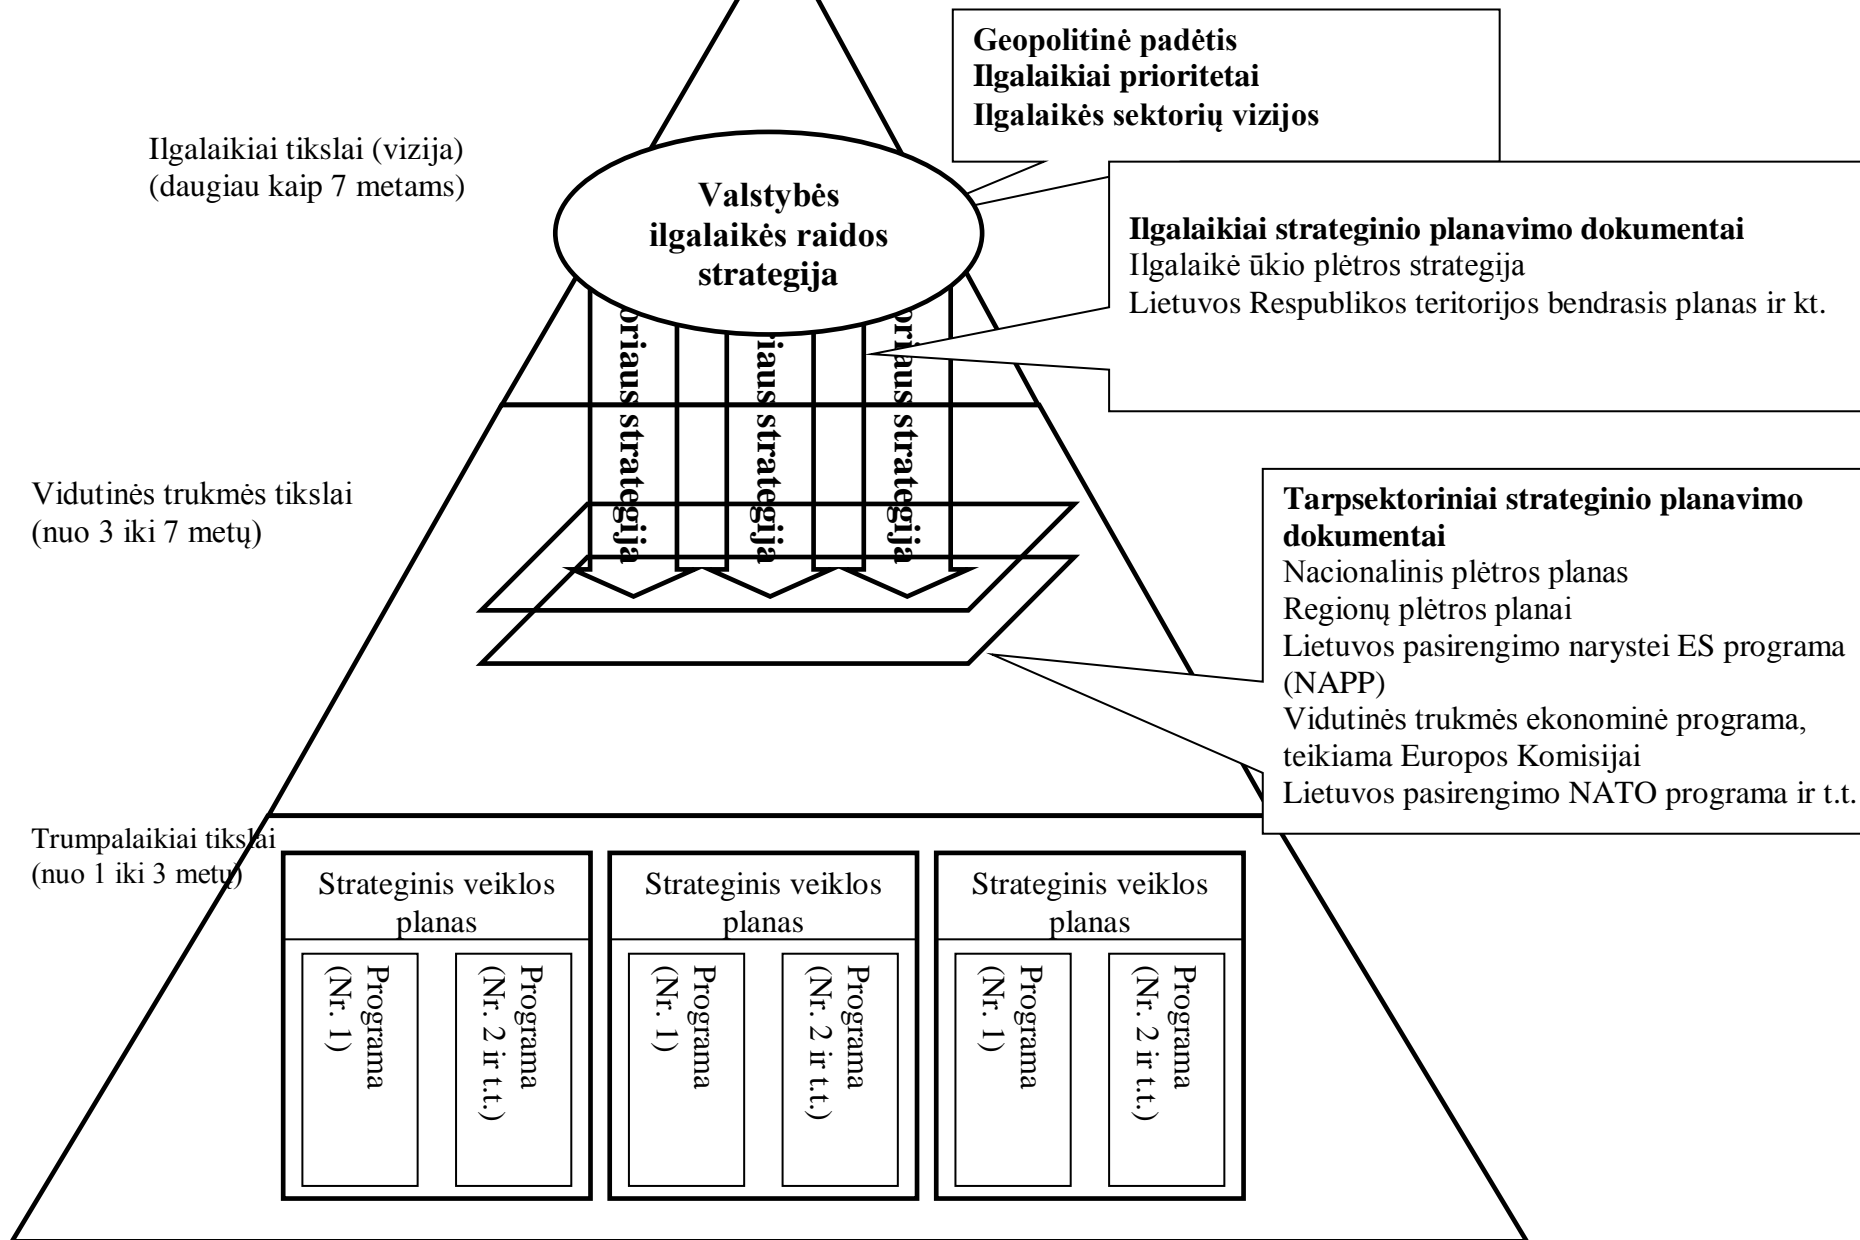 Geopolitinė padėtis
Ilgalaikiai prioritetai
Ilgalaikės sektorių vizijos
Ilgalaikiai tikslai (vizija)
(daugiau kaip 7 metams)
Valstybės
ilgalaikės raidos
strategija
Ilgalaikiai strateginio planavimo dokumentai
Ilgalaikė ūkio plėtros strategija
Lietuvos Respublikos teritorijos bendrasis planas ir kt.
strategija
strategija
strategija
Vidutinės trukmės tikslai
(nuo 3 iki 7 metų)
Tarpsektoriniai strateginio planavimo
dokumentai
Nacionalinis plėtros planas
Regionų plėtros planai
Lietuvos pasirengimo narystei ES programa
(NAPP)
Vidutinės trukmės ekonominė programa,
teikiama Europos Komisijai
Lietuvos pasirengimo NATO programa ir t.t.
Trumpalaikiai tikslai
(nuo 1 iki 3 metų)
Strateginis veiklos
planas
Programa
(Nr. 1)
Programa
(Nr. 2 ir t.t.)
Strateginis veiklos
planas
Programa
(Nr. 1)
Programa
(Nr. 2 ir t.t.)
Strateginis veiklos
planas
Programa
(Nr. 1)
Programa
(Nr. 2 ir t.t.)